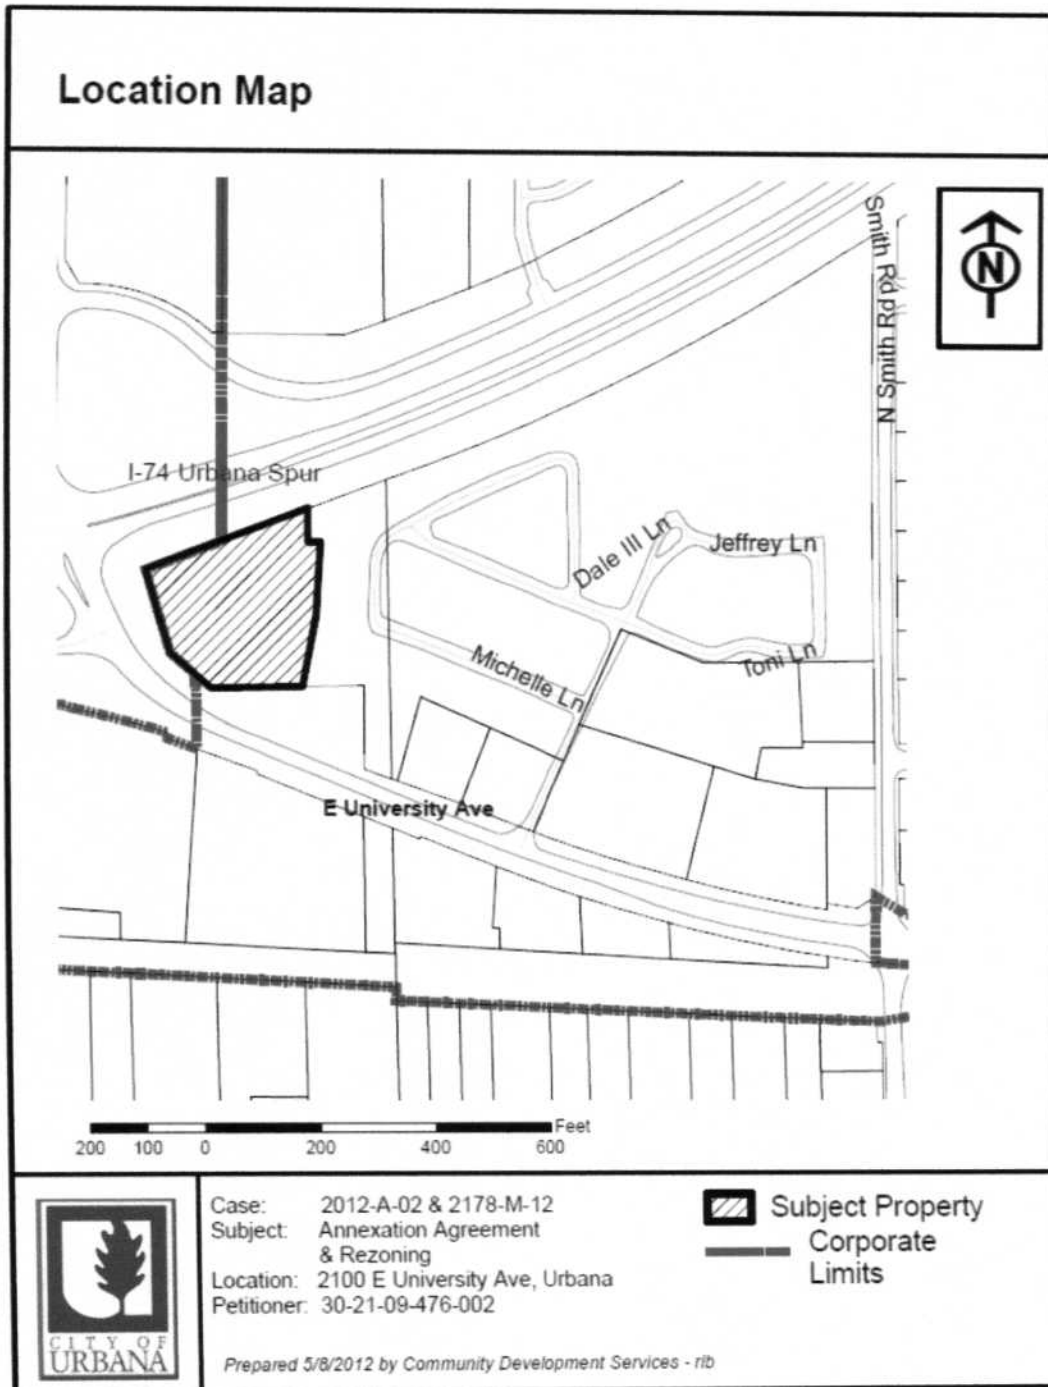 Location Map
N
Smith Rd
N Smith Rd
I-74 Urbana Spur
Dale III Ln
Jeffrey Ln
Michelle Ln
Toni Ln
E University Ave
Feet
200 100 0 200 400 600
Case: 2012-A-02 & 2178-M-12
Subject: Annexation Agreement
& Rezoning
Location: 2100 E University Ave, Urbana
Petitioner: 30-21-09-476-002
Prepared 5/8/2012 by Community Development Services - rlb
Subject Property
Corporate
Limits
CITY OF
URBANA